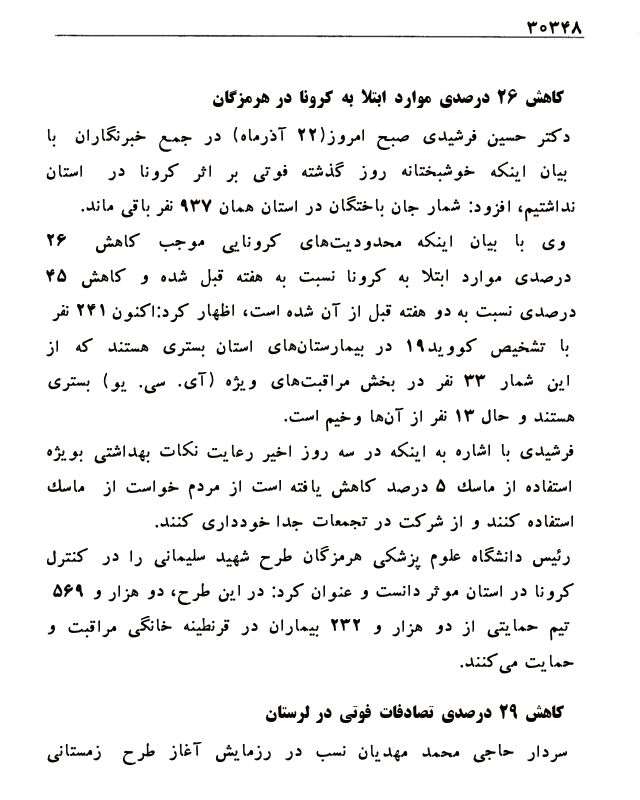 ۳۰۳۴۸
کاهش ۲۶ درصدی موارد ابتلا به کرونا در هرمزگان
دکتر حسین فرشیدی صبح امروز(۲۲ آذرماه) در جمع خبرنگاران با
بیان اینکه خوشبختانه روز گذشته فوتی بر اثر کرونا در استان
نداشتیم، افزود: شمار جان باختگان در استان همان ۹۳۷ نفر باقی ماند.
وی با بیان اینکه محدودیت‌های کرونایی موجب کاهش ۲۶
درصدی موارد ابتلا به کرونا نسبت به هفته قبل شده و کاهش ۴۵
درصدی نسبت به دو هفته قبل از آن شده است، اظهار کرد:اکنون ۲۴۱ نفر
با تشخیص کووید۱۹ در بیمارستان‌های استان بستری هستند که از
این شمار ۳۳ نفر در بخش مراقبت‌های ویژه (آی. سی. یو) بستری
هستند و حال ۱۳ نفر از آن‌ها وخیم است.
فرشیدی با اشاره به اینکه در سه روز اخیر رعایت نکات بهداشتی بویژه
استفاده از ماسک ۵ درصد کاهش یافته است از مردم خواست از ماسک
استفاده کنند و از شرکت در تجمعات جدا خودداری کنند.
رئیس دانشگاه علوم پزشکی هرمزگان طرح شهید سلیمانی را در کنترل
کرونا در استان موثر دانست و عنوان کرد: در این طرح، دو هزار و ۵۶۹
تیم حمایتی از دو هزار و ۲۳۲ بیماران در قرنطینه خانگی مراقبت و
حمایت می‌کنند.
کاهش ۲۹ درصدی تصادفات فوتی در لرستان
سردار حاجی محمد مهدیان نسب در رزمایش آغاز طرح زمستانی